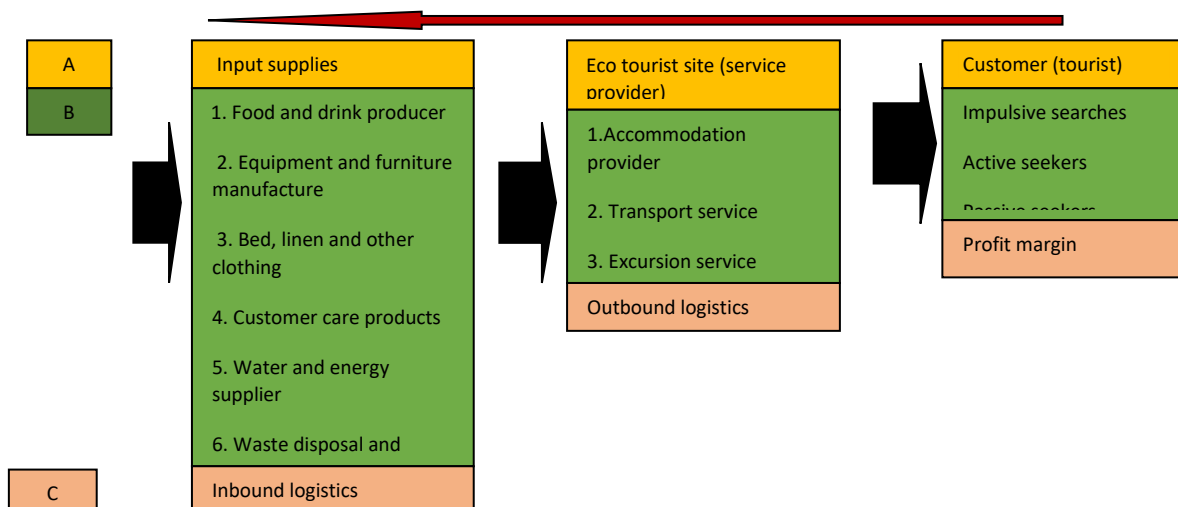 A
B
C
Input supplies
1. Food and drink producer
2. Equipment and furniture
manufacture
3. Bed, linen and other
clothing
4. Customer care products
5. Water and energy
supplier
6. Waste disposal and
Inbound logistics
Eco tourist site (service
provider)
1.Accommodation
provider
2. Transport service
3. Excursion service
Outbound logistics
Customer (tourist)
Impulsive searches
Active seekers
Passive seekers
Profit margin